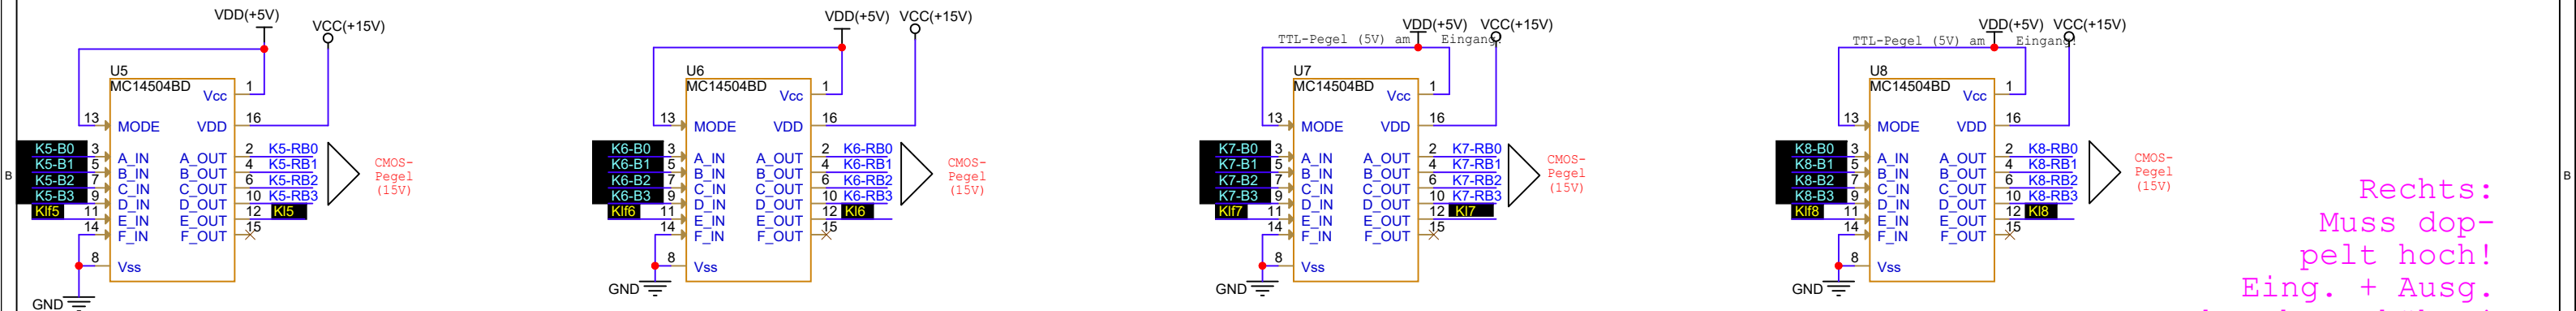 VDD(+5V)
VCC(+15V)
U5
MC14504BD
Vcc 1
13 MODE VDD 16
K5-B0 3 A_IN A_OUT 2 K5-RB0
K5-B1 5 B_IN B_OUT 4 K5-RB1
K5-B2 7 C_IN C_OUT 6 K5-RB2
K5-B3 9 D_IN D_OUT 10 K5-RB3
Klf5 11 E_IN E_OUT 12 Kl5
14 F_IN F_OUT 15
8 Vss
GND
CMOS-
Pegel
(15V)
VDD(+5V) VCC(+15V)
U6
MC14504BD
Vcc 1
13 MODE VDD 16
K6-B0 3 A_IN A_OUT 2 K6-RB0
K6-B1 5 B_IN B_OUT 4 K6-RB1
K6-B2 7 C_IN C_OUT 6 K6-RB2
K6-B3 9 D_IN D_OUT 10 K6-RB3
Klf6 11 E_IN E_OUT 12 Kl6
14 F_IN F_OUT 15
8 Vss
GND
CMOS-
Pegel
(15V)
VDD(+5V) VCC(+15V)
TTL-Pegel (5V) am Eingang!
U7
MC14504BD
Vcc 1
13 MODE VDD 16
K7-B0 3 A_IN A_OUT 2 K7-RB0
K7-B1 5 B_IN B_OUT 4 K7-RB1
K7-B2 7 C_IN C_OUT 6 K7-RB2
K7-B3 9 D_IN D_OUT 10 K7-RB3
Klf7 11 E_IN E_OUT 12 Kl7
14 F_IN F_OUT 15
8 Vss
GND
CMOS-
Pegel
(15V)
VDD(+5V) VCC(+15V)
TTL-Pegel (5V) am Eingang!
U8
MC14504BD
Vcc 1
13 MODE VDD 16
K8-B0 3 A_IN A_OUT 2 K8-RB0
K8-B1 5 B_IN B_OUT 4 K8-RB1
K8-B2 7 C_IN C_OUT 6 K8-RB2
K8-B3 9 D_IN D_OUT 10 K8-RB3
Klf8 11 E_IN E_OUT 12 Kl8
14 F_IN F_OUT 15
8 Vss
GND
CMOS-
Pegel
(15V)
Rechts:
Muss dop-
pelt hoch!
Eing. + Ausg.
B
B